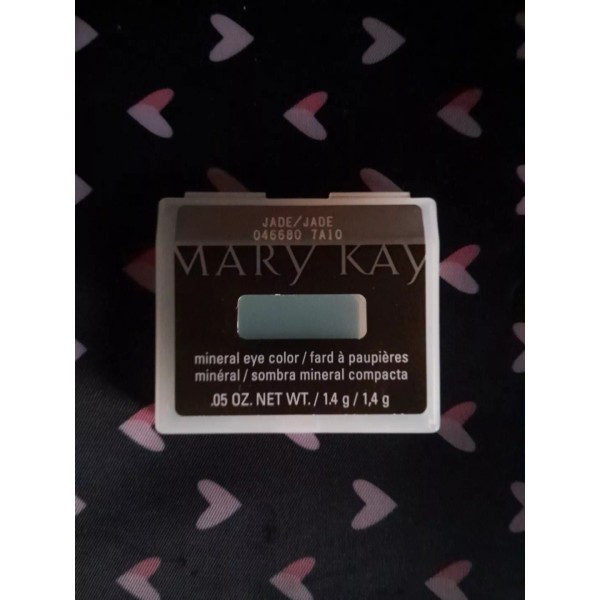 JADE/JADE
046680 7AI0
MARY KAY
mineral eye color / fard à paupières
minéral / sombra mineral compacta
.05 OZ. NET WT. / 1.4 g / 1,4 g